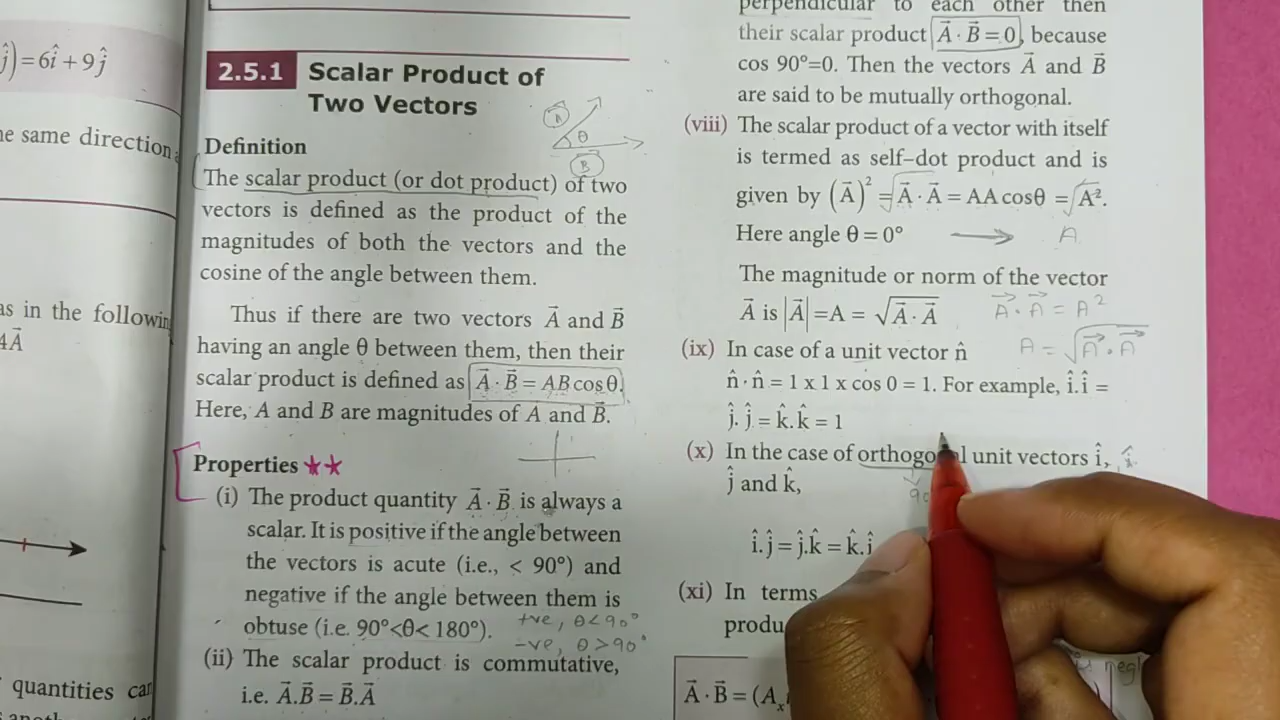 ĵ) = 6î + 9ĵ
he same direction
as in the following
4A⃗
quantities can
2.5.1 Scalar Product of
Two Vectors
A
θ
B
Definition
The scalar product (or dot product) of two
vectors is defined as the product of the
magnitudes of both the vectors and the
cosine of the angle between them.
Thus if there are two vectors A⃗ and B⃗
having an angle θ between them, then their
scalar product is defined as A⃗ · B⃗ = AB cosθ.
Here, A and B are magnitudes of A⃗ and B⃗.
Properties ★★
(i) The product quantity A⃗ · B⃗ is always a
scalar. It is positive if the angle between
the vectors is acute (i.e., < 90°) and
negative if the angle between them is
obtuse (i.e. 90°<θ< 180°).
+ve, θ<90°
-ve, θ>90°
(ii) The scalar product is commutative,
i.e. A⃗.B⃗ = B⃗.A⃗
perpendicular to each other then
their scalar product A⃗ · B⃗ = 0, because
cos 90°=0. Then the vectors A⃗ and B⃗
are said to be mutually orthogonal.
(viii) The scalar product of a vector with itself
is termed as self–dot product and is
given by (A⃗)² = A⃗ · A⃗ = AA cosθ = A².
Here angle θ = 0° ⟶ A
The magnitude or norm of the vector
A⃗ is |A⃗| = A = √A⃗ · A⃗
A⃗ · A⃗ = A²
A = √A⃗ · A⃗
(ix) In case of a unit vector n̂
n̂ · n̂ = 1 x 1 x cos 0 = 1. For example, î.î =
ĵ. ĵ = k̂.k̂ = 1
(x) In the case of orthogonal unit vectors î,
ĵ and k̂,
90
î.ĵ = ĵ.k̂ = k̂.î
(xi) In terms
produ
A⃗ · B⃗ = (Aₓ